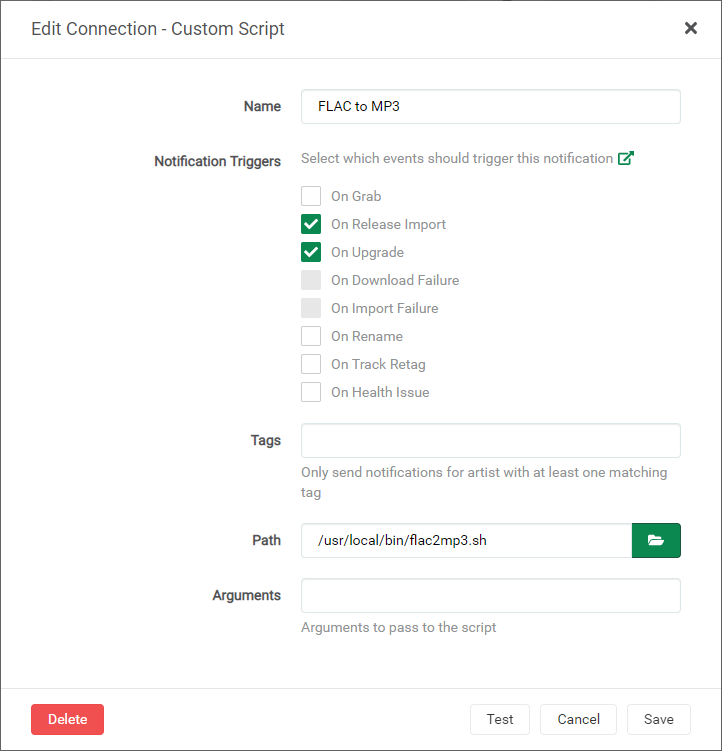 Edit Connection - Custom Script
Name
FLAC to MP3
Notification Triggers
Select which events should trigger this notification
On Grab
On Release Import
On Upgrade
On Download Failure
On Import Failure
On Rename
On Track Retag
On Health Issue
Tags
Only send notifications for artist with at least one matching
tag
Path
/usr/local/bin/flac2mp3.sh
Arguments
Arguments to pass to the script
Delete
Test
Cancel
Save